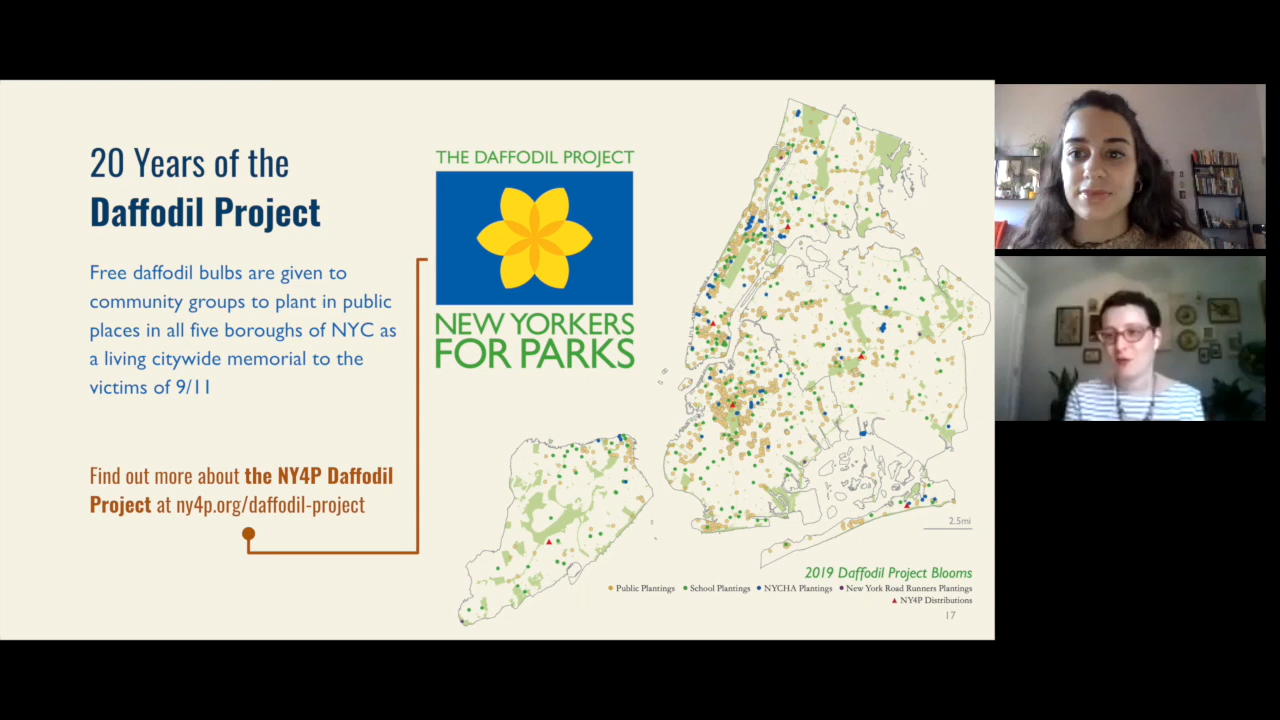 20 Years of the
Daffodil Project
Free daffodil bulbs are given to
community groups to plant in public
places in all five boroughs of NYC as
a living citywide memorial to the
victims of 9/11
Find out more about the NY4P Daffodil
Project at ny4p.org/daffodil-project
THE DAFFODIL PROJECT
NEW YORKERS
FOR PARKS
2.5mi
2019 Daffodil Project Blooms
Public Plantings School Plantings NYCHA Plantings New York Road Runners Plantings
NY4P Distributions
17